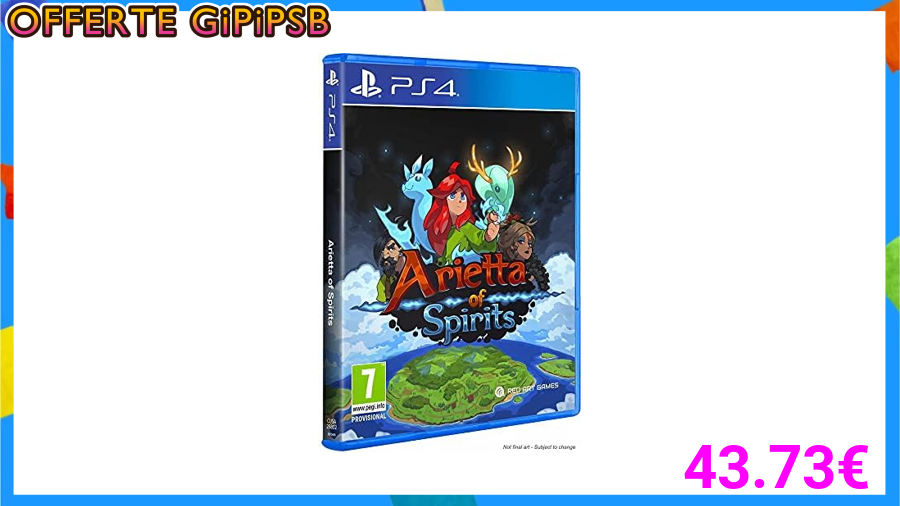 OFFERTE GiPiPSB
PS4
PS4
Arietta of Spirits
Arietta
of
Spirits
7
www.pegi.info
PROVISIONAL
RED ART GAMES
Not final art - Subject to change
43.73€